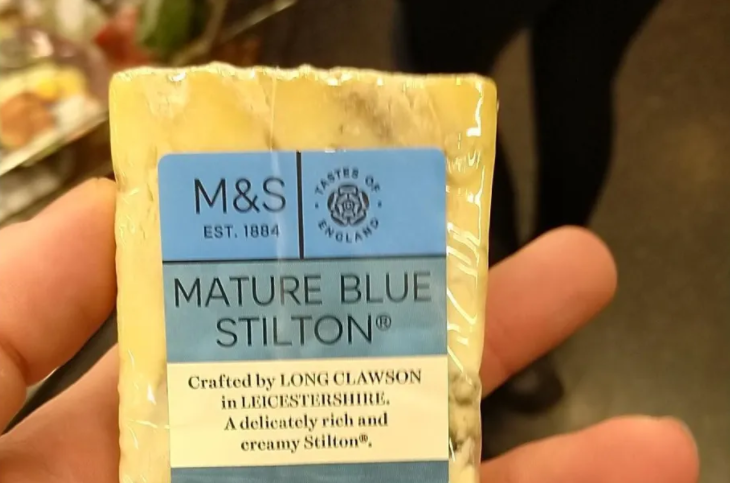 M&S
EST. 1884
TASTES OF
ENGLAND
MATURE BLUE
STILTON®
Crafted by LONG CLAWSON
in LEICESTERSHIRE.
A delicately rich and
creamy Stilton®.